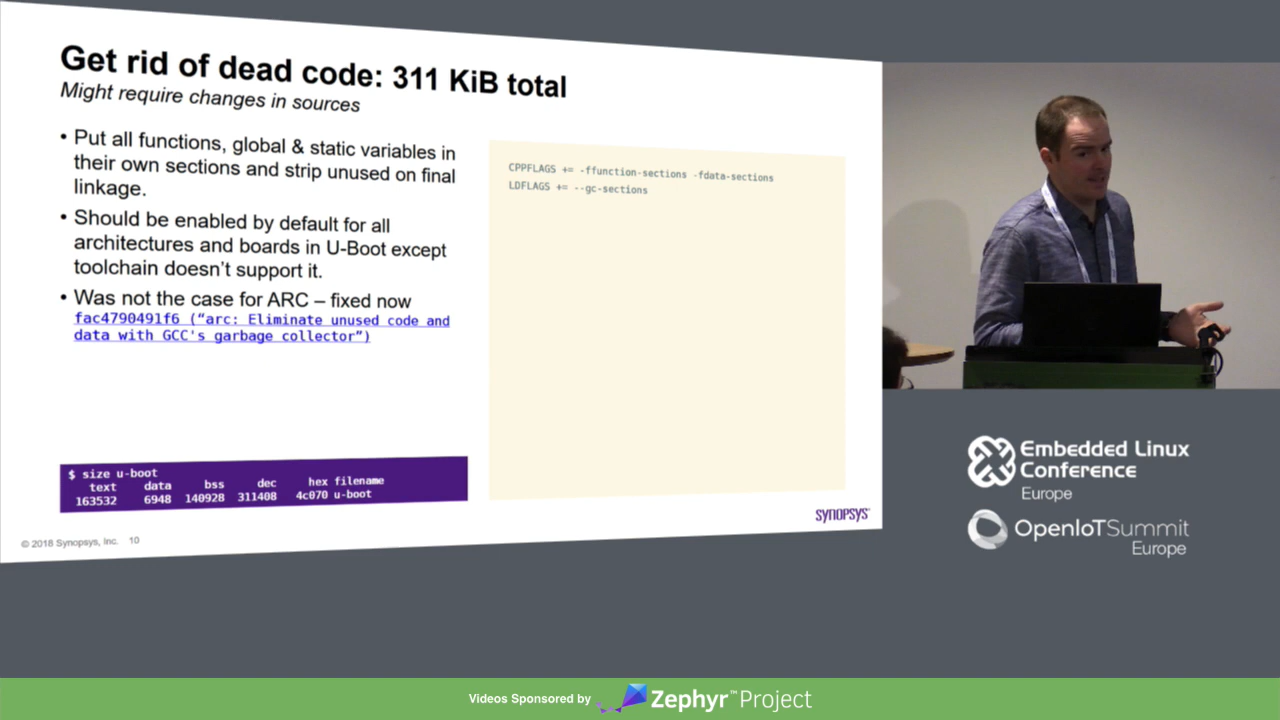 Get rid of dead code: 311 KiB total
Might require changes in sources
• Put all functions, global & static variables in
their own sections and strip unused on final
linkage.
• Should be enabled by default for all
architectures and boards in U-Boot except
toolchain doesn't support it.
• Was not the case for ARC – fixed now
fac4790491f6 (“arc: Eliminate unused code and
data with GCC's garbage collector”)
CPPFLAGS += -ffunction-sections -fdata-sections
LDFLAGS += --gc-sections
$ size u-boot
text data bss dec hex filename
163532 6948 140928 311408 4c070 u-boot
SYNOPSYS
© 2018 Synopsys, Inc. 10
Embedded Linux
Conference
Europe
OpenIoTSummit
Europe
Videos Sponsored by Zephyr™Project